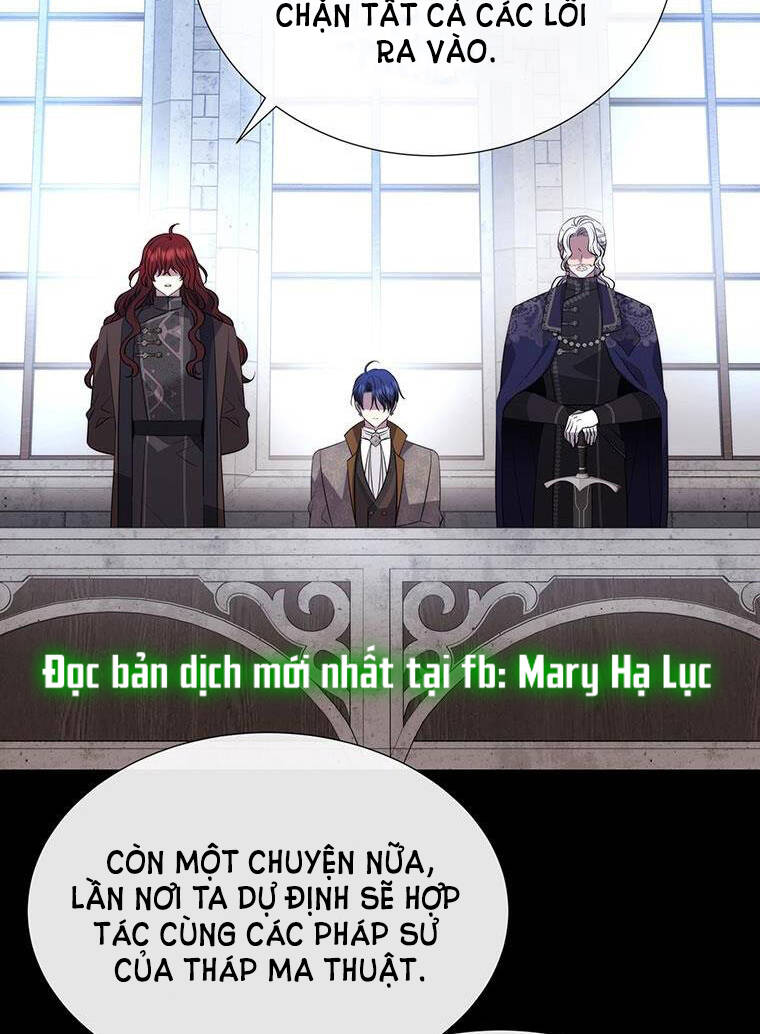 CHẶN TẤT CẢ CÁC LỐI
RA VÀO.
Đọc bản dịch mới nhất tại fb: Mary Hạ Lục
CÒN MỘT CHUYỆN NỮA,
LẦN NƠI TA DỰ ĐỊNH SẼ HỢP
TÁC CÙNG CÁC PHÁP SƯ
CỦA THÁP MA THUẬT.